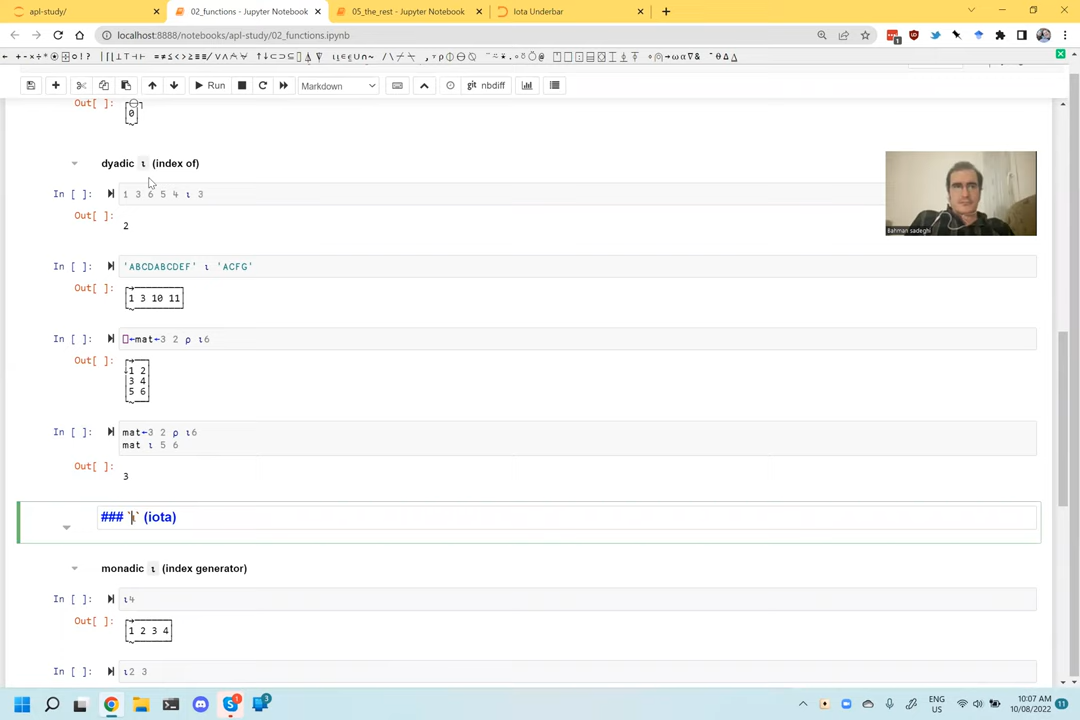 apl-study/
02_functions - Jupyter Notebook
05_the_rest - Jupyter Notebook
Iota Underbar
localhost:8888/notebooks/apl-study/02_functions.ipynb
Run
Markdown
git nbdiff
Out[ ]:
0
dyadic ⍳ (index of)
In [ ]:
1 3 6 5 4 ⍳ 3
Out[ ]:
2
Bahman sadeghi
In [ ]:
'ABCDABCDEF' ⍳ 'ACFG'
Out[ ]:
1 3 10 11
In [ ]:
⎕←mat←3 2 ⍴ ⍳6
Out[ ]:
1 2
3 4
5 6
In [ ]:
mat←3 2 ⍴ ⍳6
mat ⍳ 5 6
Out[ ]:
3
### `⍳` (iota)
monadic ⍳ (index generator)
In [ ]:
⍳4
Out[ ]:
1 2 3 4
In [ ]:
⍳2 3
ENG
US
10:07 AM
10/08/2022